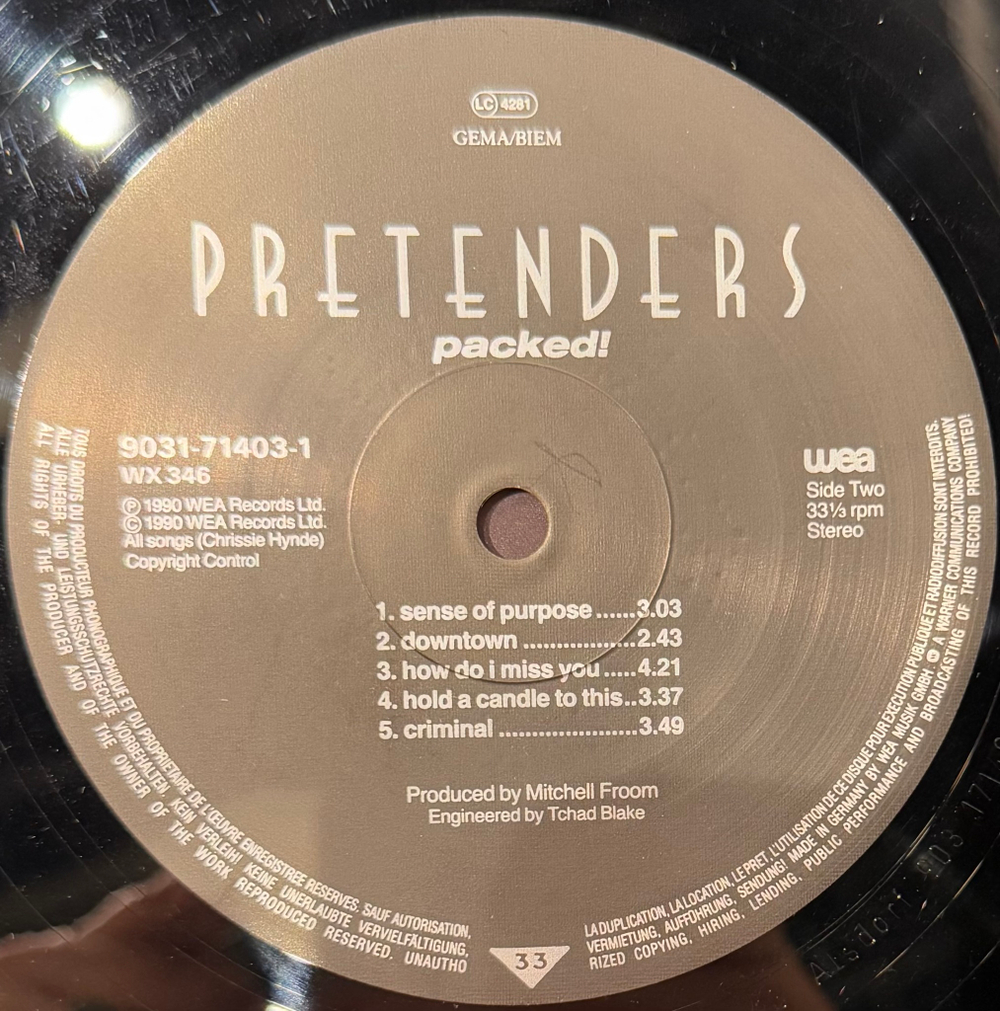 LC 4281
GEMA/BIEM
PRETENDERS
packed!
9031-71403-1
WX 346
Ⓟ 1990 WEA Records Ltd.
© 1990 WEA Records Ltd.
All songs (Chrissie Hynde)
Copyright Control
wea
Side Two
33⅓ rpm
Stereo
1. sense of purpose ......3.03
2. downtown .....................2.43
3. how do i miss you .....4.21
4. hold a candle to this..3.37
5. criminal .........................3.49
Produced by Mitchell Froom
Engineered by Tchad Blake
TOUS DROITS DU PRODUCTEUR PHONOGRAPHIQUE ET DU PROPRIETAIRE DE L'ŒUVRE ENREGISTREE RESERVES. SAUF AUTORISATION, LA DUPLICATION, LA LOCATION, LE PRET, L'UTILISATION DE CE DISQUE POUR EXECUTION PUBLIQUE ET RADIODIFFUSION SONT INTERDITS.
ALLE URHEBER- UND LEISTUNGSSCHUTZRECHTE VORBEHALTEN. KEIN VERLEIH! KEINE UNERLAUBTE VERVIELFÄLTIGUNG, VERMIETUNG, AUFFÜHRUNG, SENDUNG! MADE IN GERMANY BY WEA MUSIK GMBH A WARNER COMMUNICATIONS COMPANY
ALL RIGHTS OF THE PRODUCER AND OF THE OWNER OF THE WORK REPRODUCED RESERVED. UNAUTHORIZED COPYING, HIRING, LENDING, PUBLIC PERFORMANCE AND BROADCASTING OF THIS RECORD PROHIBITED!
33
Alsdorf